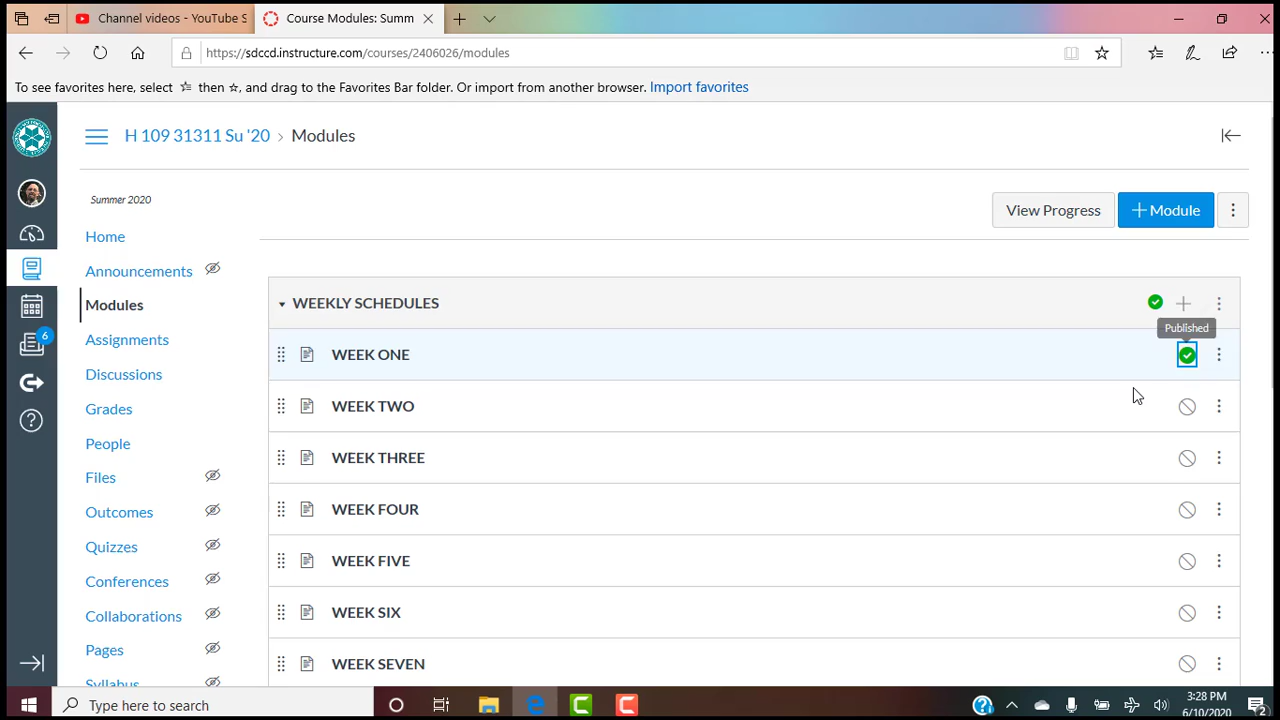 Channel videos - YouTube S
Course Modules: Summ
https://sdccd.instructure.com/courses/2406026/modules
To see favorites here, select ☆ then ☆, and drag to the Favorites Bar folder. Or import from another browser. Import favorites
H 109 31311 Su '20 › Modules
Summer 2020
View Progress
+ Module
Home
Announcements
Modules
Assignments
Discussions
Grades
People
Files
Outcomes
Quizzes
Conferences
Collaborations
Pages
Syllabus
6
WEEKLY SCHEDULES
Published
WEEK ONE
WEEK TWO
WEEK THREE
WEEK FOUR
WEEK FIVE
WEEK SIX
WEEK SEVEN
Type here to search
3:28 PM
6/10/2020
2